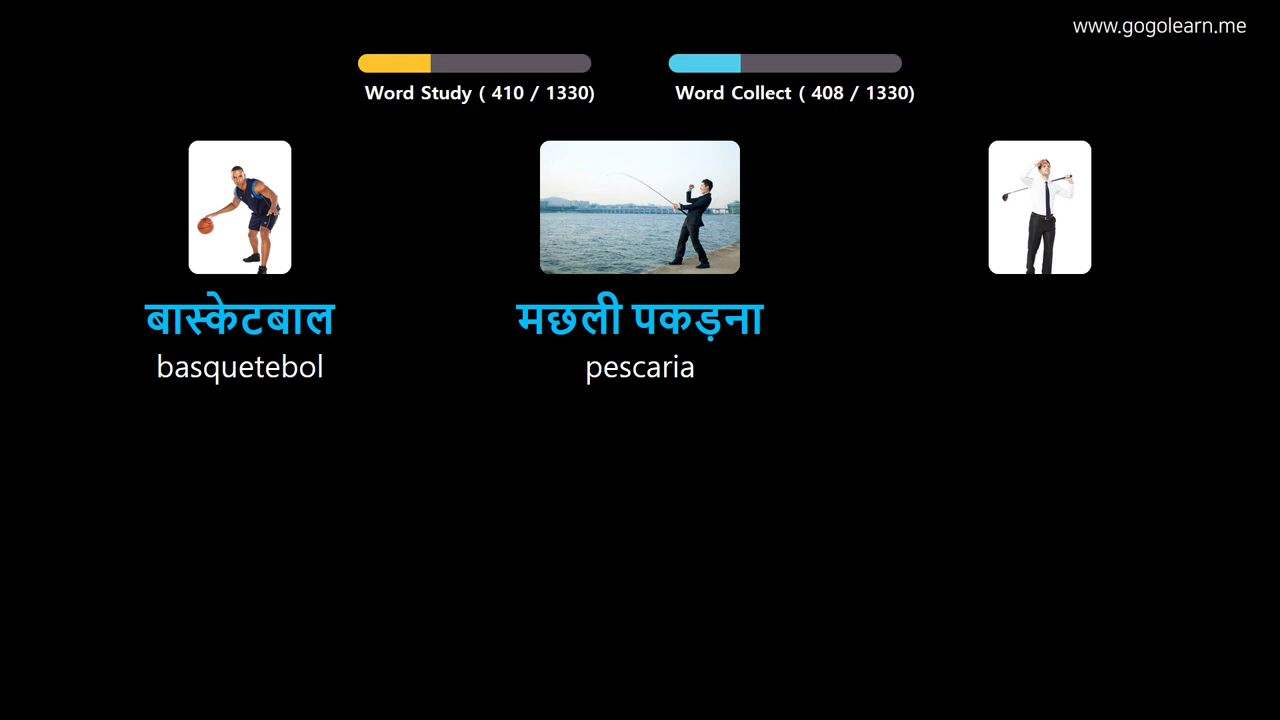 www.gogolearn.me
Word Study ( 410 / 1330)
Word Collect ( 408 / 1330)
बास्केटबाल
basquetebol
मछली पकड़ना
pescaria